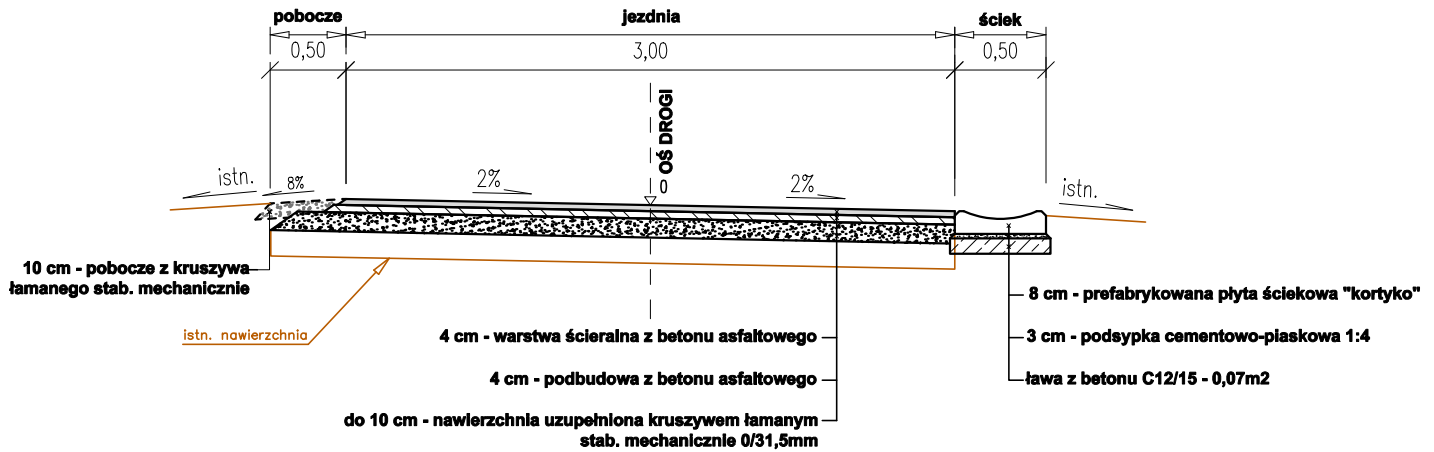 pobocze jezdnia ściek
0,50 3,00 0,50
OŚ DROGI
0
istn. 8% 2% 2% istn.
10 cm - pobocze z kruszywa
łamanego stab. mechanicznie
istn. nawierzchnia
4 cm - warstwa ścieralna z betonu asfaltowego
4 cm - podbudowa z betonu asfaltowego
do 10 cm - nawierzchnia uzupełniona kruszywem łamanym
stab. mechanicznie 0/31,5mm
8 cm - prefabrykowana płyta ściekowa "kortyko"
3 cm - podsypka cementowo-piaskowa 1:4
ława z betonu C12/15 - 0,07m2